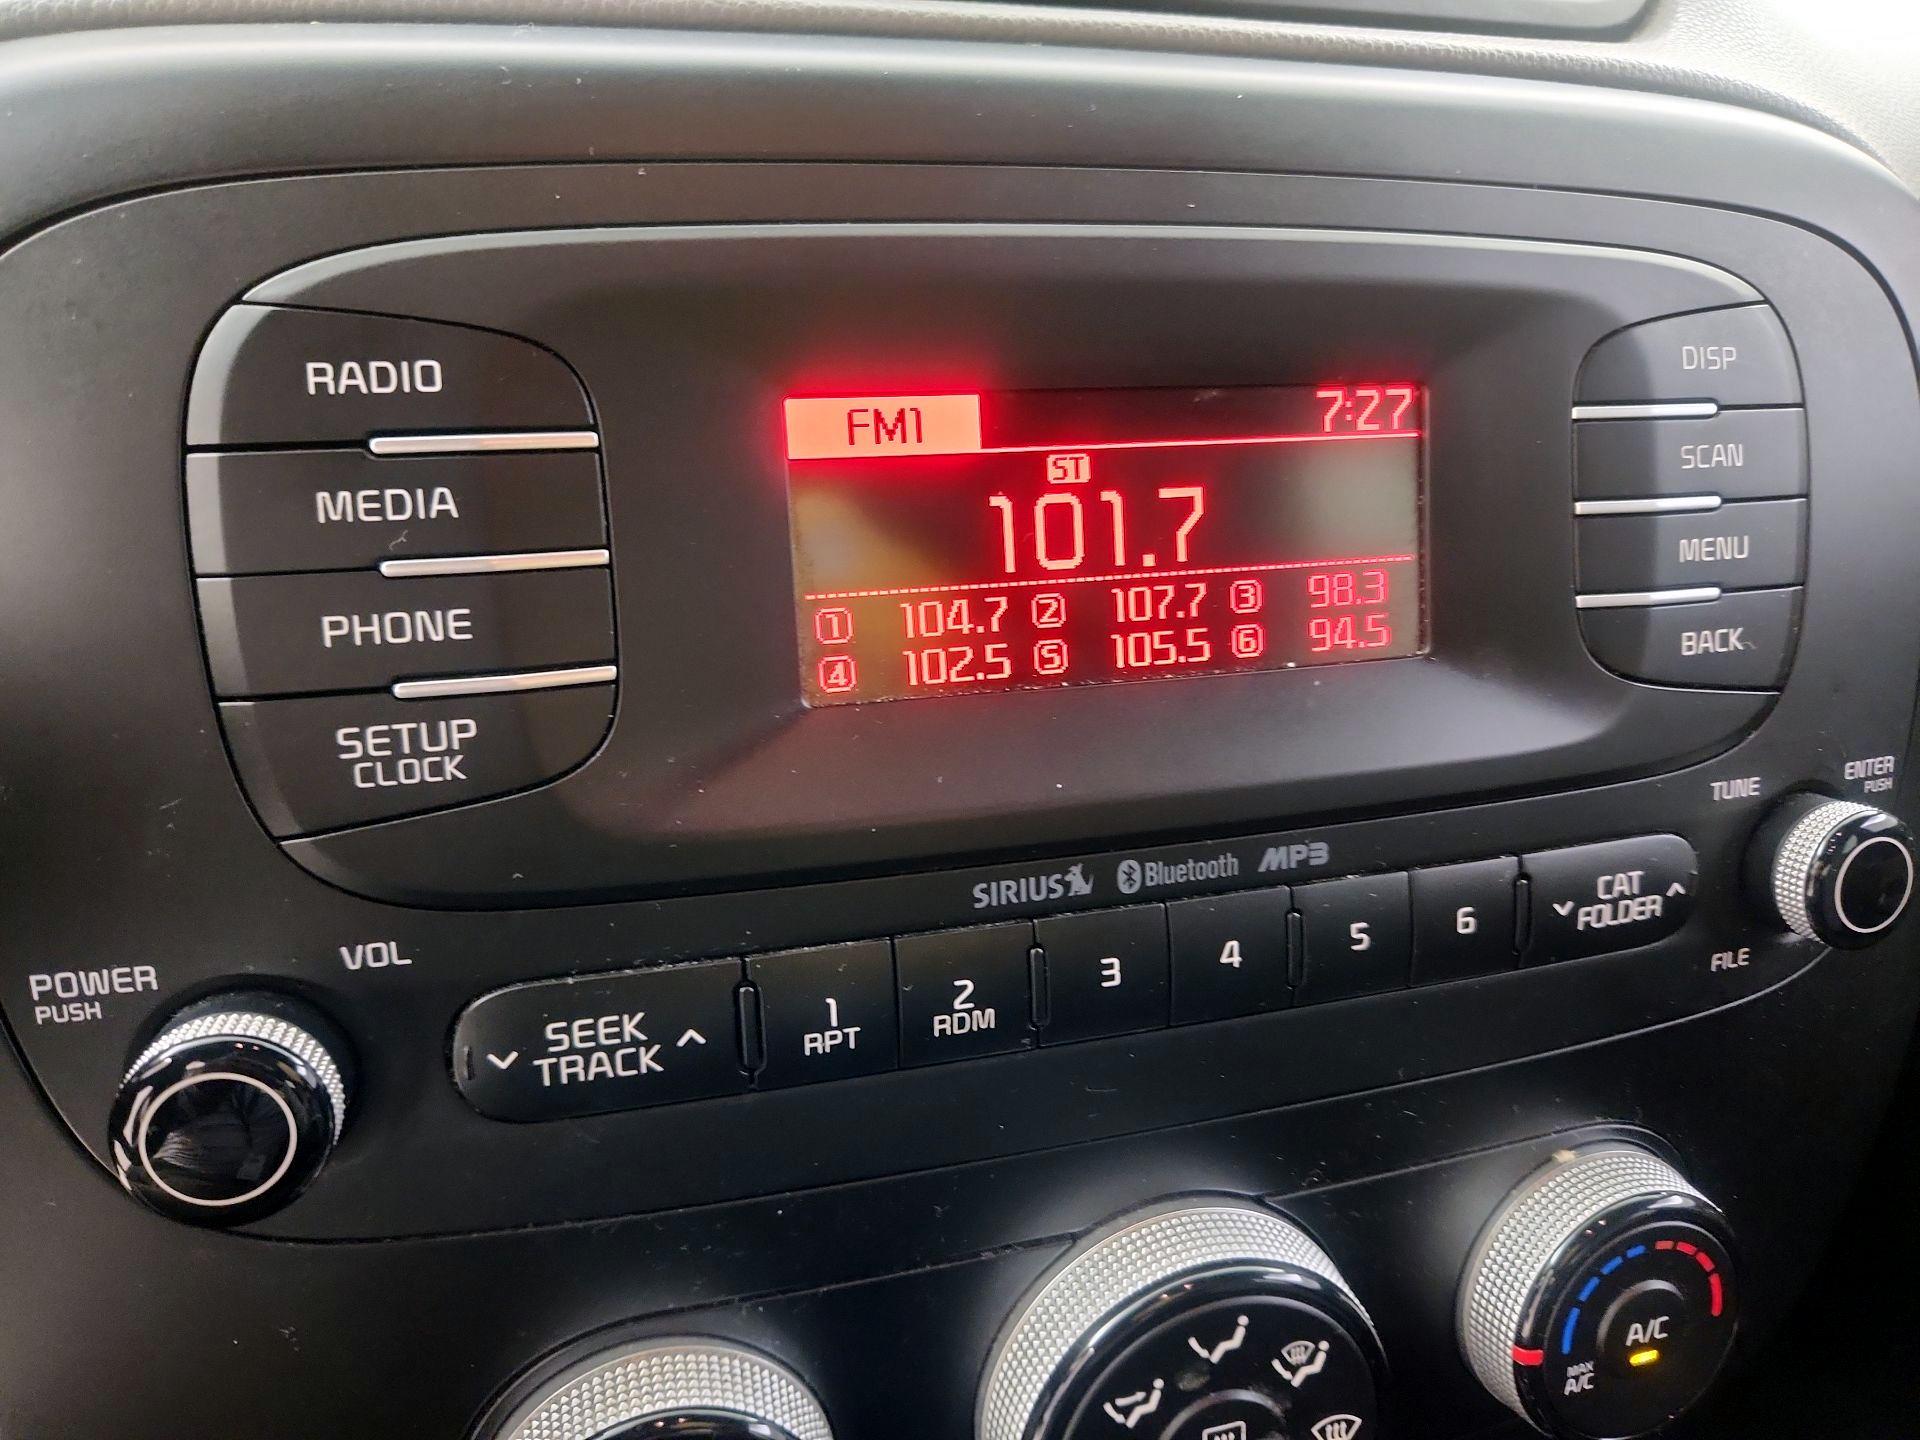 RADIO
MEDIA
PHONE
SETUP
CLOCK
FM1
7:27
ST
101.7
1 104.7 2 107.7 3 98.3
4 102.5 5 105.5 6 94.5
DISP
SCAN
MENU
BACK
SIRIUS Bluetooth MP3
TUNE
ENTER
PUSH
FILE
POWER
PUSH
VOL
SEEK
TRACK
1
RPT
2
RDM
3
4
5
6
CAT
FOLDER
A/C
MAX
A/C